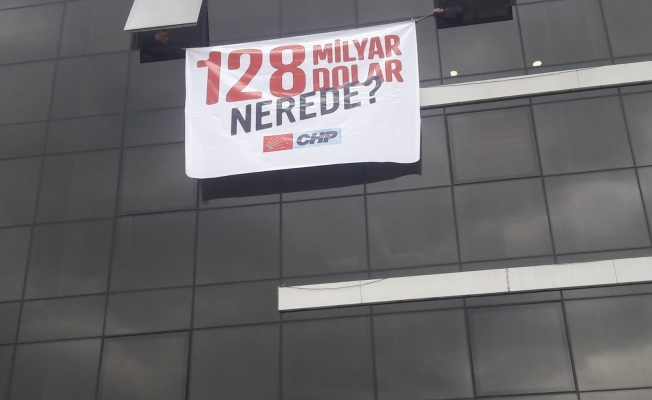 128 MİLYAR
DOLAR
NEREDE?
CHP